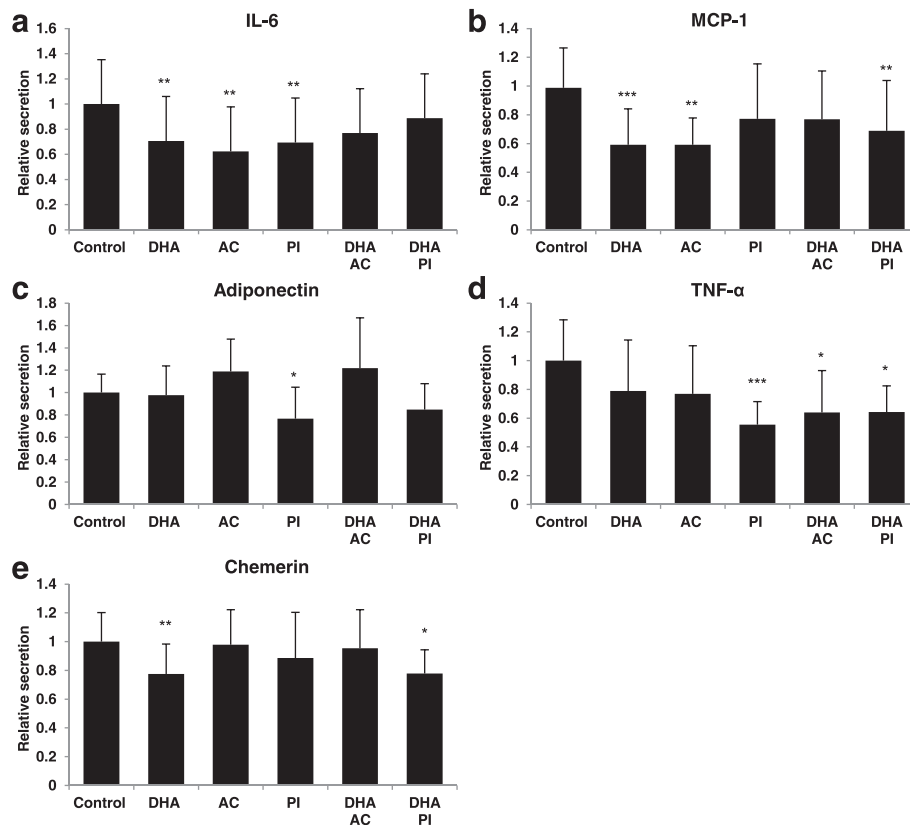 a
IL-6
Relative secretion
1.6
1.4
1.2
1
0.8
0.6
0.4
0.2
0
** ** **
Control DHA AC PI DHA DHA
AC PI
b
MCP-1
Relative secretion
1.4
1.2
1
0.8
0.6
0.4
0.2
0
*** ** **
Control DHA AC PI DHA DHA
AC PI
c
Adiponectin
Relative secretion
1.8
1.6
1.4
1.2
1
0.8
0.6
0.4
0.2
0
*
Control DHA AC PI DHA DHA
AC PI
d
TNF-α
Relative secretion
1.4
1.2
1
0.8
0.6
0.4
0.2
0
*** * *
Control DHA AC PI DHA DHA
AC PI
e
Chemerin
Relative secretion
1.4
1.2
1
0.8
0.6
0.4
0.2
0
** *
Control DHA AC PI DHA DHA
AC PI